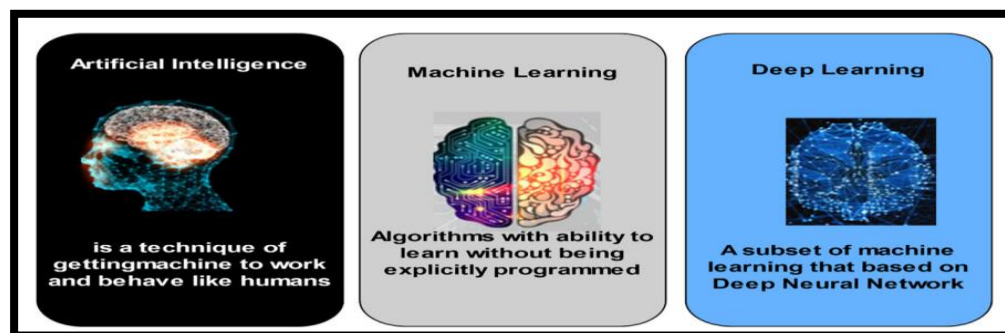 Artificial Intelligence
is a technique of
gettingmachine to work
and behave like humans
Machine Learning
Algorithms with ability to
learn without being
explicitly programmed
Deep Learning
A subset of machine
learning that based on
Deep Neural Network